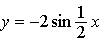 y = −2 sin 1/2 x